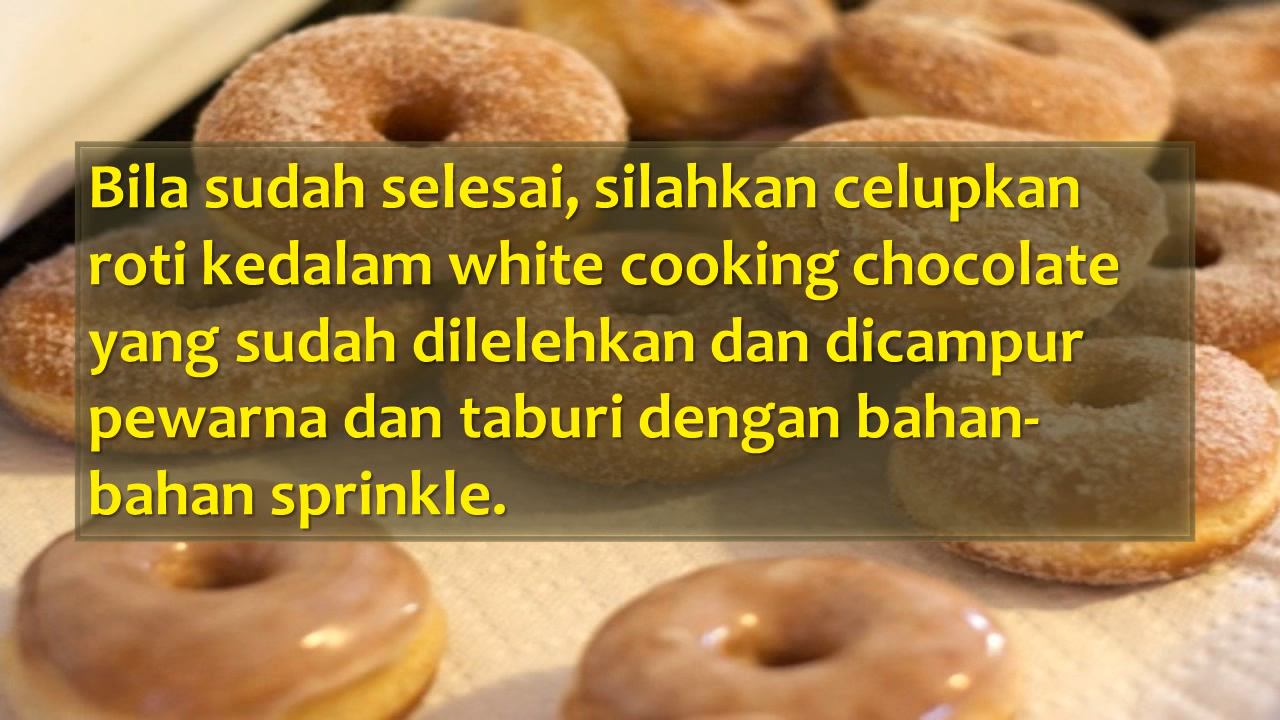 Bila sudah selesai, silahkan celupkan
roti kedalam white cooking chocolate
yang sudah dilelehkan dan dicampur
pewarna dan taburi dengan bahan-
bahan sprinkle.